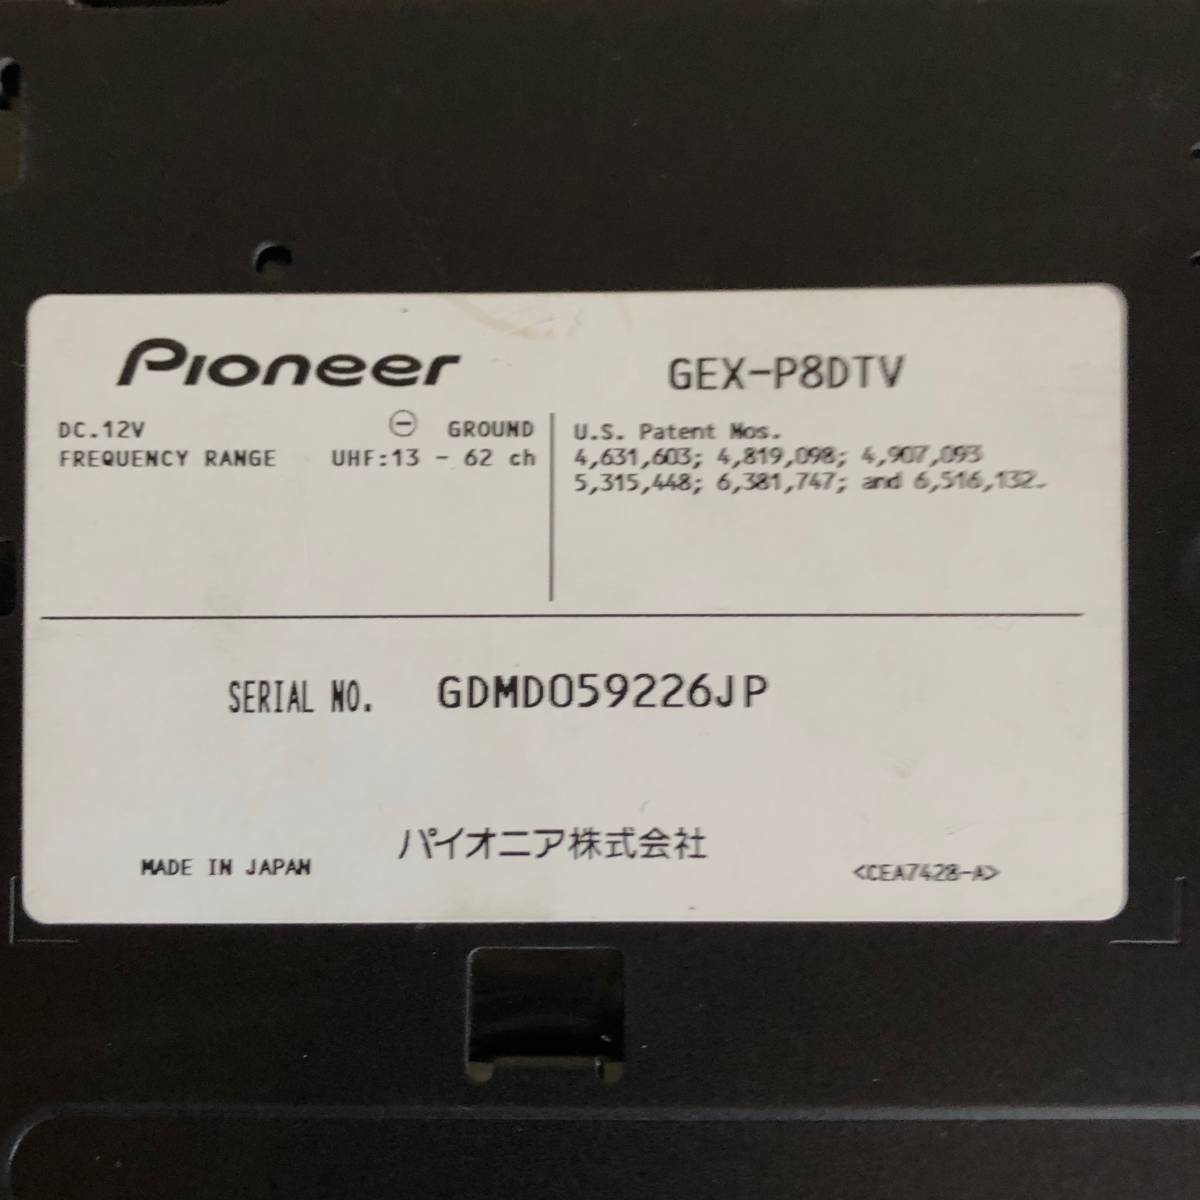 Pioneer
GEX-P8DTV
DC.12V ⊖ GROUND
FREQUENCY RANGE UHF:13 - 62 ch
U.S. Patent Nos.
4,631,603; 4,819,098; 4,907,093
5,315,448; 6,381,747; and 6,516,132.
SERIAL NO. GDMD059226JP
パイオニア株式会社
MADE IN JAPAN
<CEA7428-A>